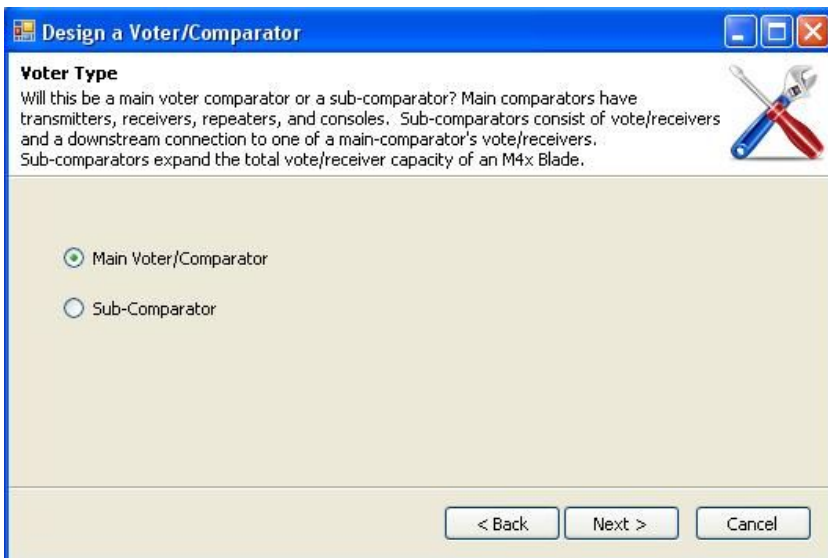 Design a Voter/Comparator
Voter Type
Will this be a main voter comparator or a sub-comparator? Main comparators have
transmitters, receivers, repeaters, and consoles.  Sub-comparators consist of vote/receivers
and a downstream connection to one of a main-comparator's vote/receivers.
Sub-comparators expand the total vote/receiver capacity of an M4x Blade.
Main Voter/Comparator
Sub-Comparator
< Back
Next >
Cancel